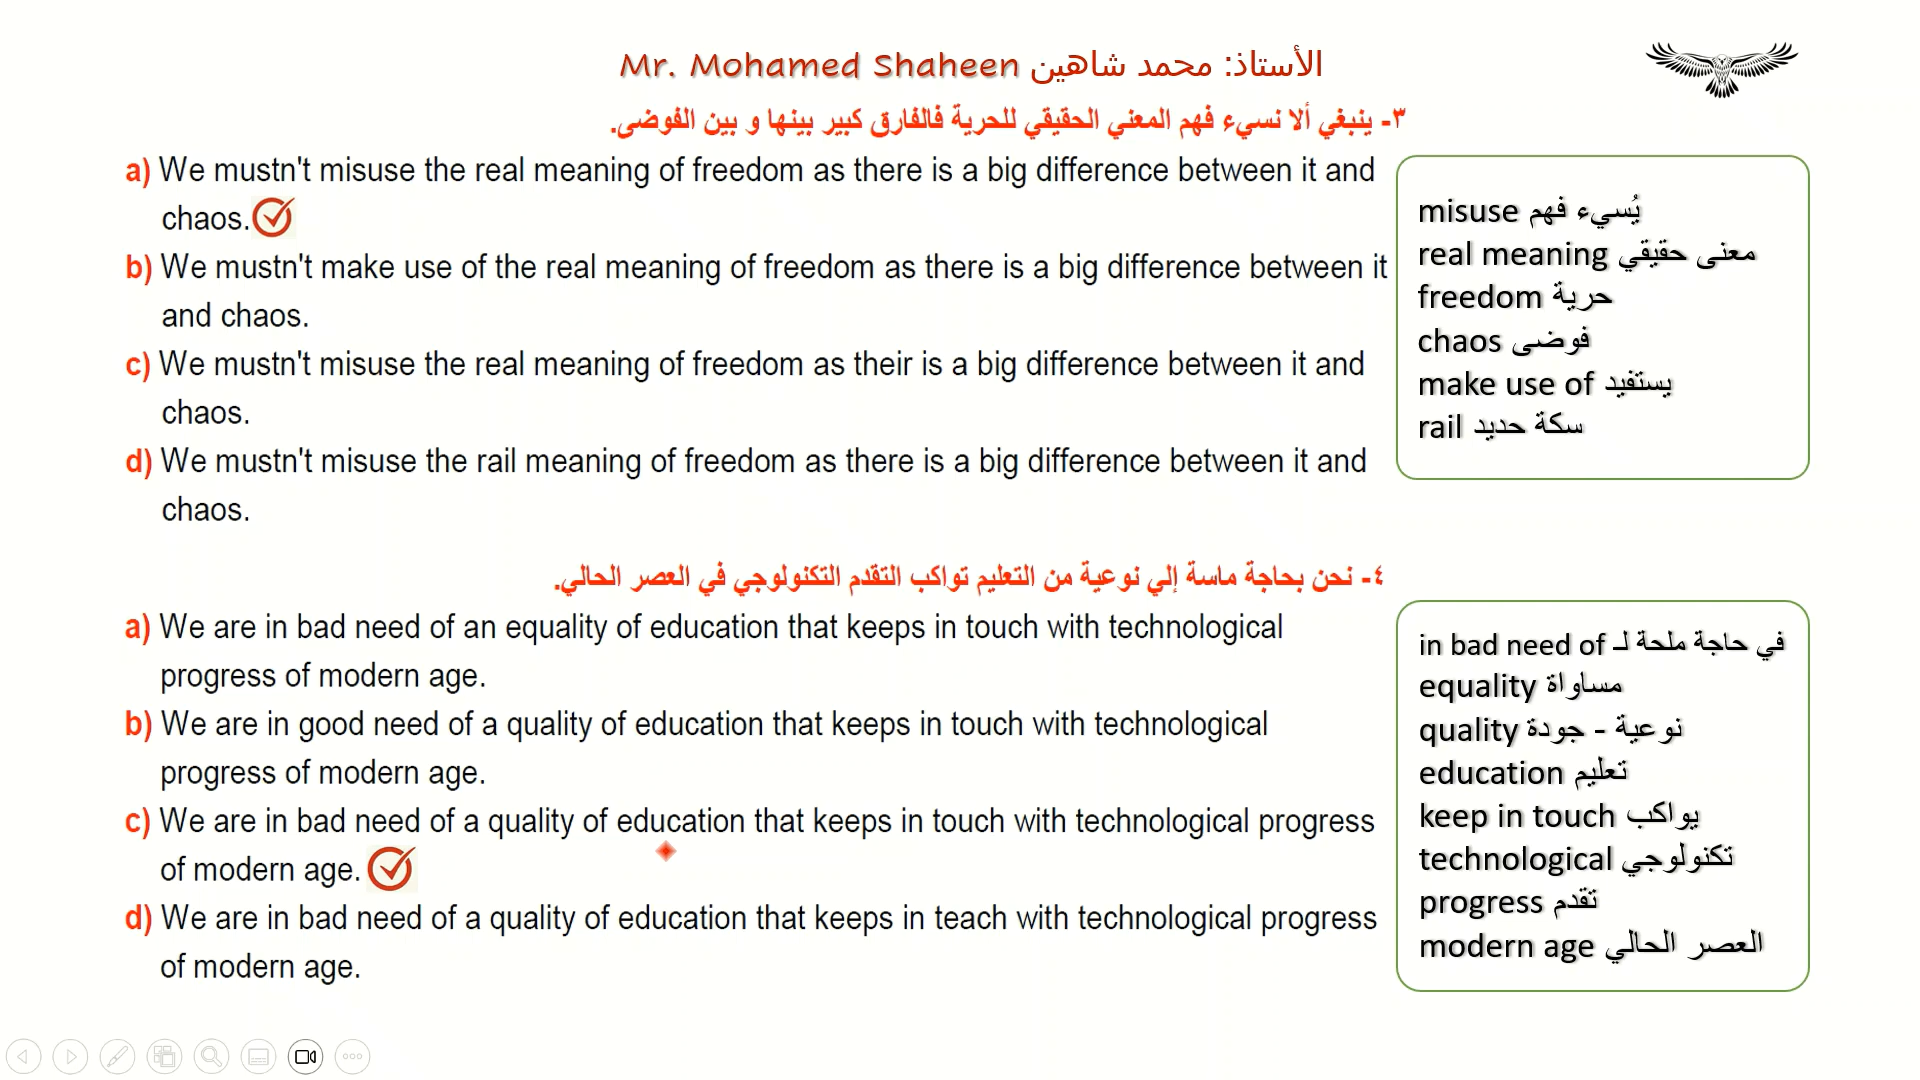 Mr. Mohamed Shaheen الأستاذ: محمد شاهين
٣- ينبغي ألا نسيء فهم المعني الحقيقي للحرية فالفارق كبير بينها و بين الفوضى.
a) We mustn't misuse the real meaning of freedom as there is a big difference between it and
chaos.
b) We mustn't make use of the real meaning of freedom as there is a big difference between it
and chaos.
c) We mustn't misuse the real meaning of freedom as their is a big difference between it and
chaos.
d) We mustn't misuse the rail meaning of freedom as there is a big difference between it and
chaos.
misuse يُسيء فهم
real meaning معنى حقيقي
freedom حرية
chaos فوضى
make use of يستفيد
rail سكة حديد
٤- نحن بحاجة ماسة إلي نوعية من التعليم تواكب التقدم التكنولوجي في العصر الحالي.
a) We are in bad need of an equality of education that keeps in touch with technological
progress of modern age.
b) We are in good need of a quality of education that keeps in touch with technological
progress of modern age.
c) We are in bad need of a quality of education that keeps in touch with technological progress
of modern age.
d) We are in bad need of a quality of education that keeps in teach with technological progress
of modern age.
in bad need of في حاجة ملحة لـ
equality مساواة
quality نوعية - جودة
education تعليم
keep in touch يواكب
technological تكنولوجي
progress تقدم
modern age العصر الحالي